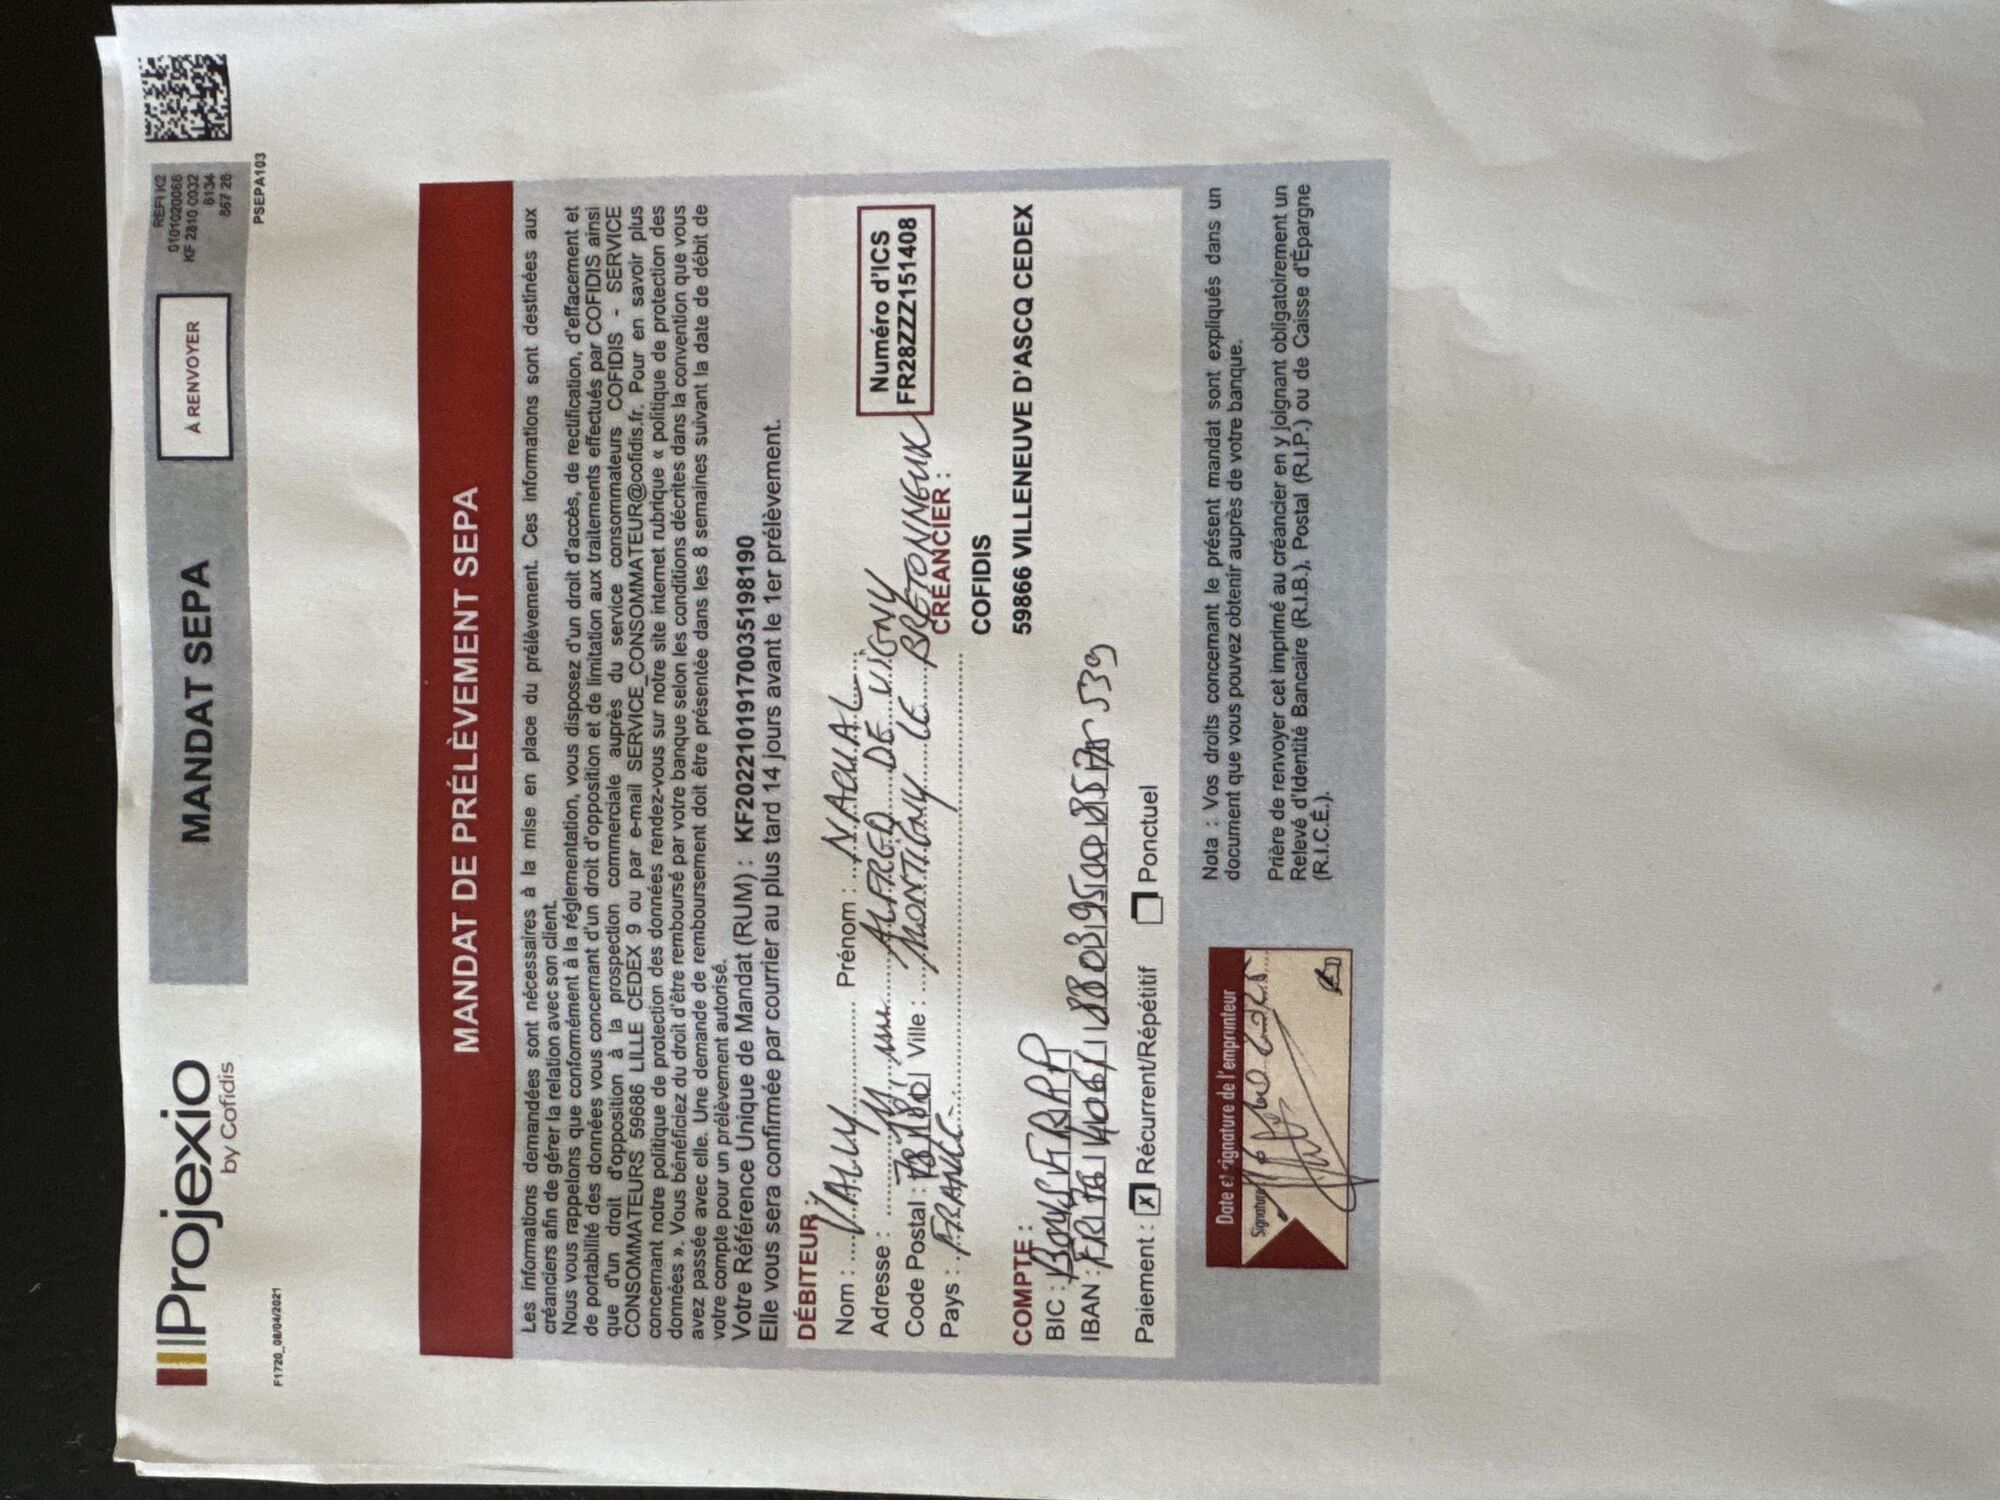 Projexio
by Cofidis
MANDAT SEPA
À RENVOYER
REFI K2
0101020066
KF 2810 0032
6134
867 26
PSEPA103
F1720_08/04/2021
MANDAT DE PRÉLÈVEMENT SEPA
Les informations demandées sont nécessaires à la mise en place du prélèvement. Ces informations sont destinées aux
créanciers afin de gérer la relation avec son client.
Nous vous rappelons que conformément à la réglementation, vous disposez d'un droit d'accès, de rectification, d'effacement et
de portabilité des données vous concernant d'un droit d'opposition et de limitation aux traitements effectués par COFIDIS ainsi
que d'un droit d'opposition à la prospection commerciale auprès du service consommateurs COFIDIS - SERVICE
CONSOMMATEURS 59686 LILLE CEDEX 9 ou par e-mail SERVICE_CONSOMMATEUR@cofidis.fr. Pour en savoir plus
concernant notre politique de protection des données rendez-vous sur notre site internet rubrique « politique de protection des
données ». Vous bénéficiez du droit d'être remboursé par votre banque selon les conditions décrites dans la convention que vous
avez passée avec elle. Une demande de remboursement doit être présentée dans les 8 semaines suivant la date de débit de
votre compte pour un prélèvement autorisé.
Votre Référence Unique de Mandat (RUM) : KF20221019170035198190
Elle vous sera confirmée par courrier au plus tard 14 jours avant le 1er prélèvement.
DÉBITEUR :
Nom : VALLY Prénom : NAGUAL
Adresse : rue ALFRED DE VIGNY
Code Postal : 78180 Ville : MONTIGNY LE BRETONNEUX
Pays : FRANCE
Numéro d'ICS
FR28ZZZ151408
CRÉANCIER :
COFIDIS
59866 VILLENEUVE D'ASCQ CEDEX
COMPTE :
BIC :
IBAN :
Paiement : x Récurrent/Répétitif Ponctuel
Date et signature de l'emprunteur
Signature
Nota : Vos droits concernant le présent mandat sont expliqués dans un
document que vous pouvez obtenir auprès de votre banque.
Prière de renvoyer cet imprimé au créancier en y joignant obligatoirement un
Relevé d'Identité Bancaire (R.I.B.), Postal (R.I.P.) ou de Caisse d'Épargne
(R.I.C.É.).